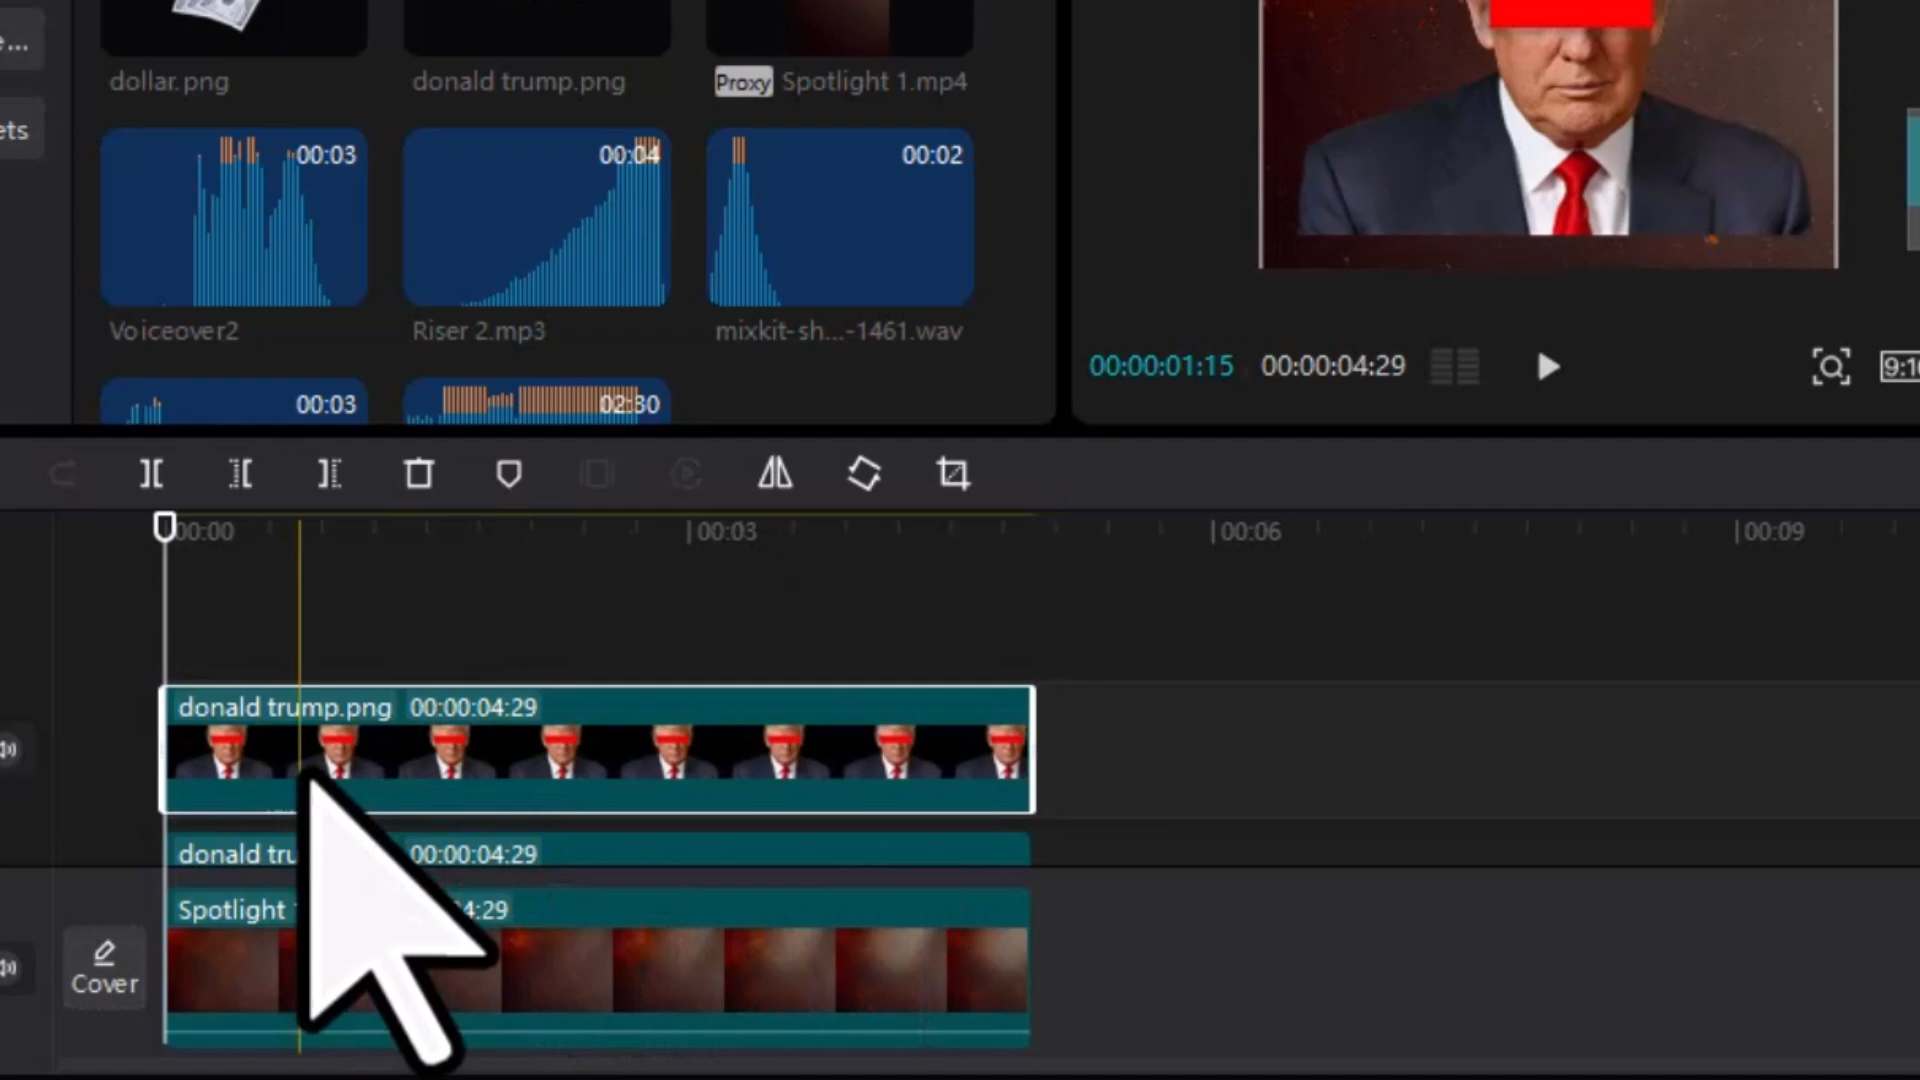 e...
ets
dollar.png
donald trump.png
Proxy Spotlight 1.mp4
00:03
00:04
00:02
Voiceover2
Riser 2.mp3
mixkit-sh...-1461.wav
00:03
02:30
00:00:01:15 00:00:04:29
00:00
00:03
00:06
00:09
donald trump.png 00:00:04:29
donald tru 00:00:04:29
Spotlight 4:29
Cover